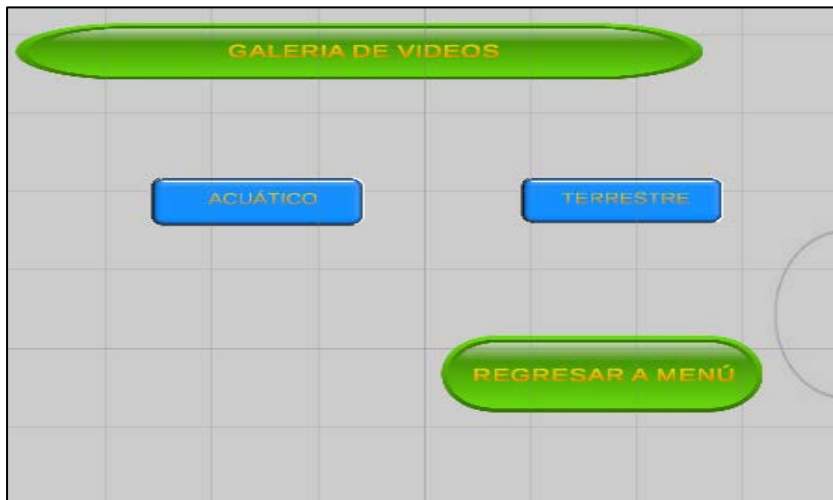 GALERIA DE VIDEOS
ACUÁTICO
TERRESTRE
REGRESAR A MENÚ